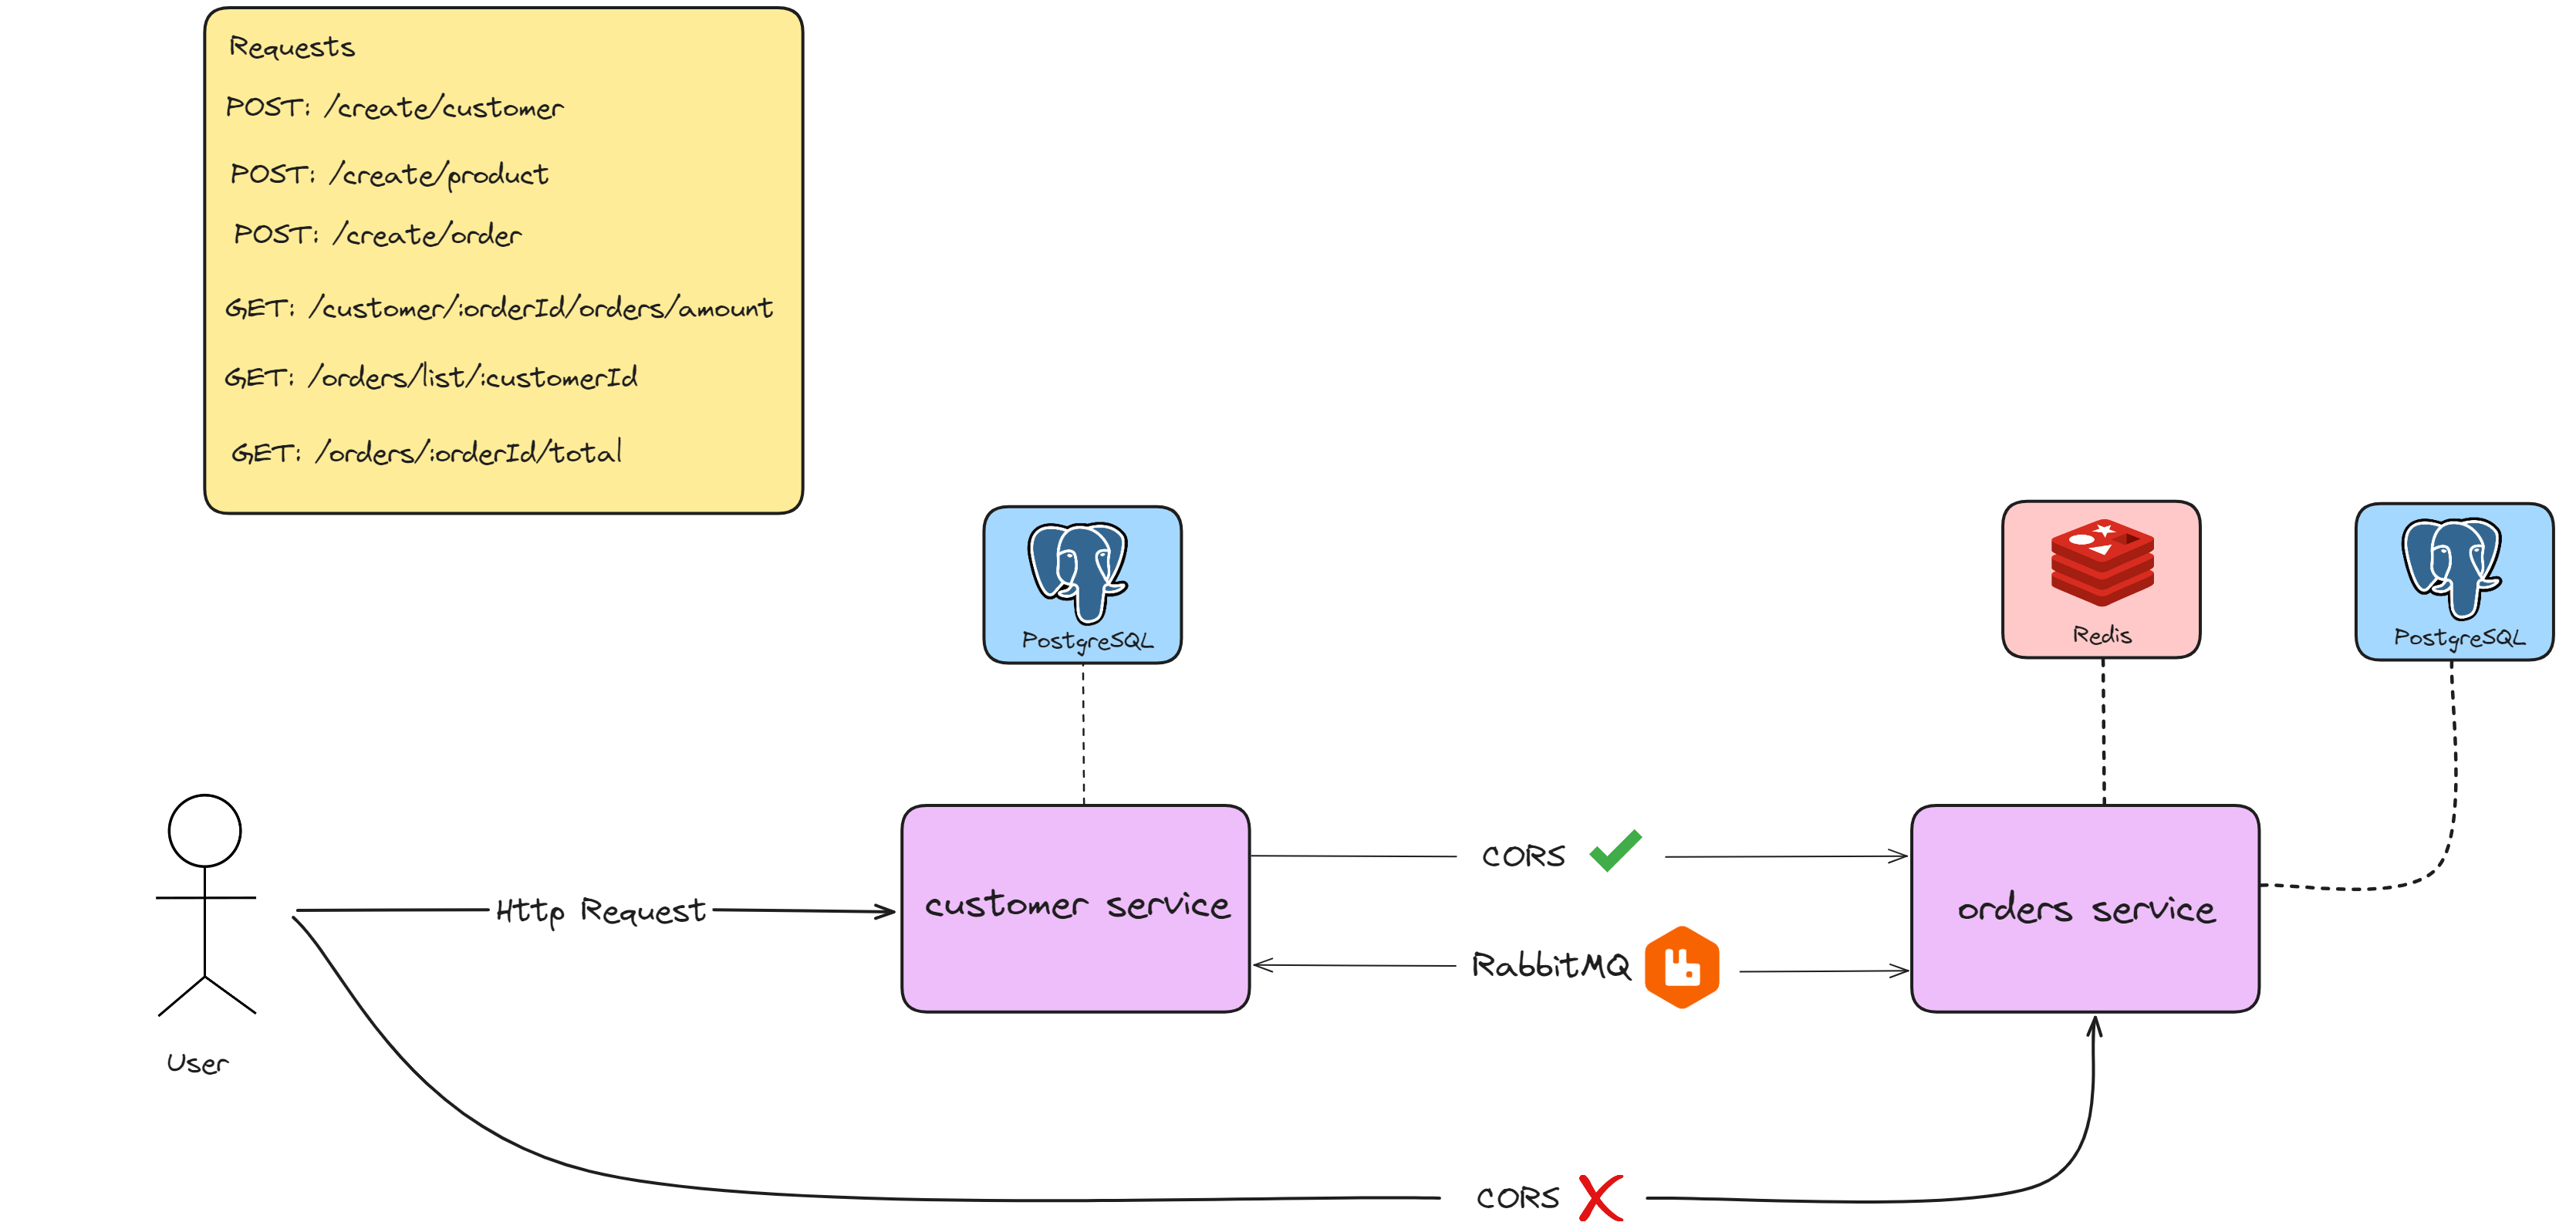 Requests
POST: /create/customer
POST: /create/product
POST: /create/order
GET: /customer/:orderId/orders/amount
GET: /orders/list/:customerId
GET: /orders/:orderId/total
PostgreSQL
Redis
PostgreSQL
CORS
Http Request
customer service
orders service
RabbitMQ
User
CORS